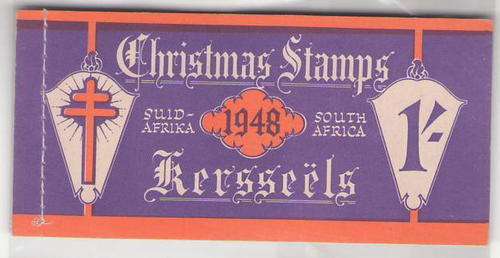 Christmas Stamps
SUID-
AFRIKA
1948
SOUTH
AFRICA
1/-
Kersseëls